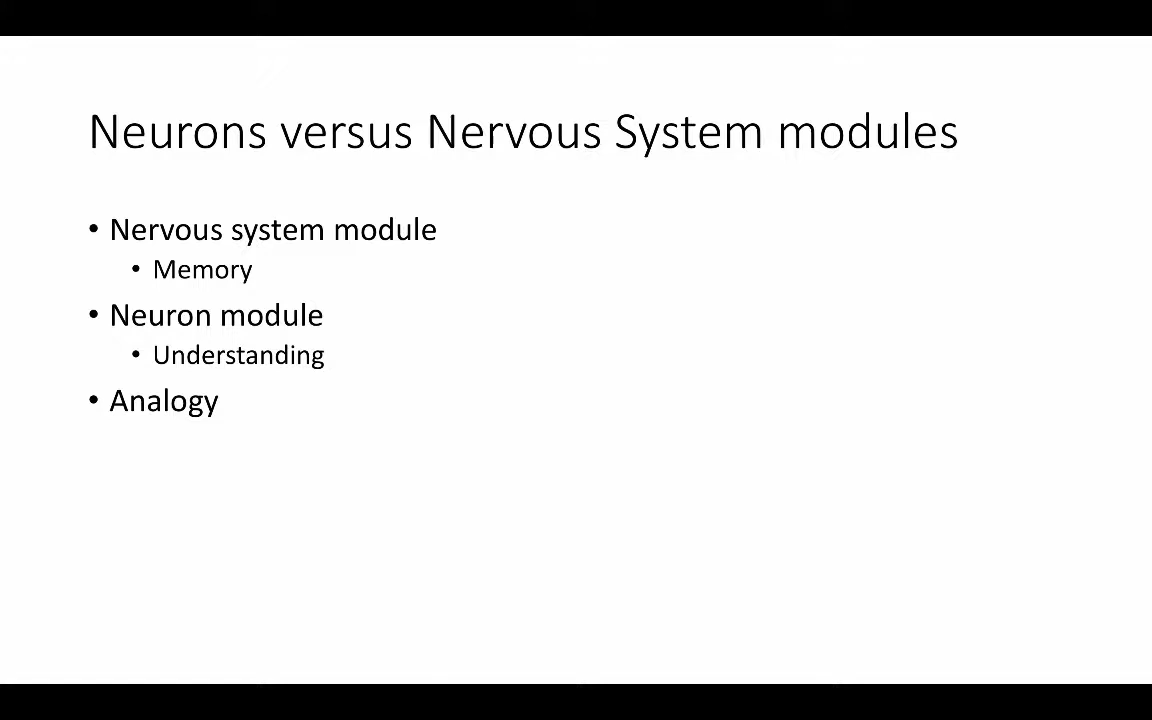 Neurons versus Nervous System modules
• Nervous system module
• Memory
• Neuron module
• Understanding
• Analogy